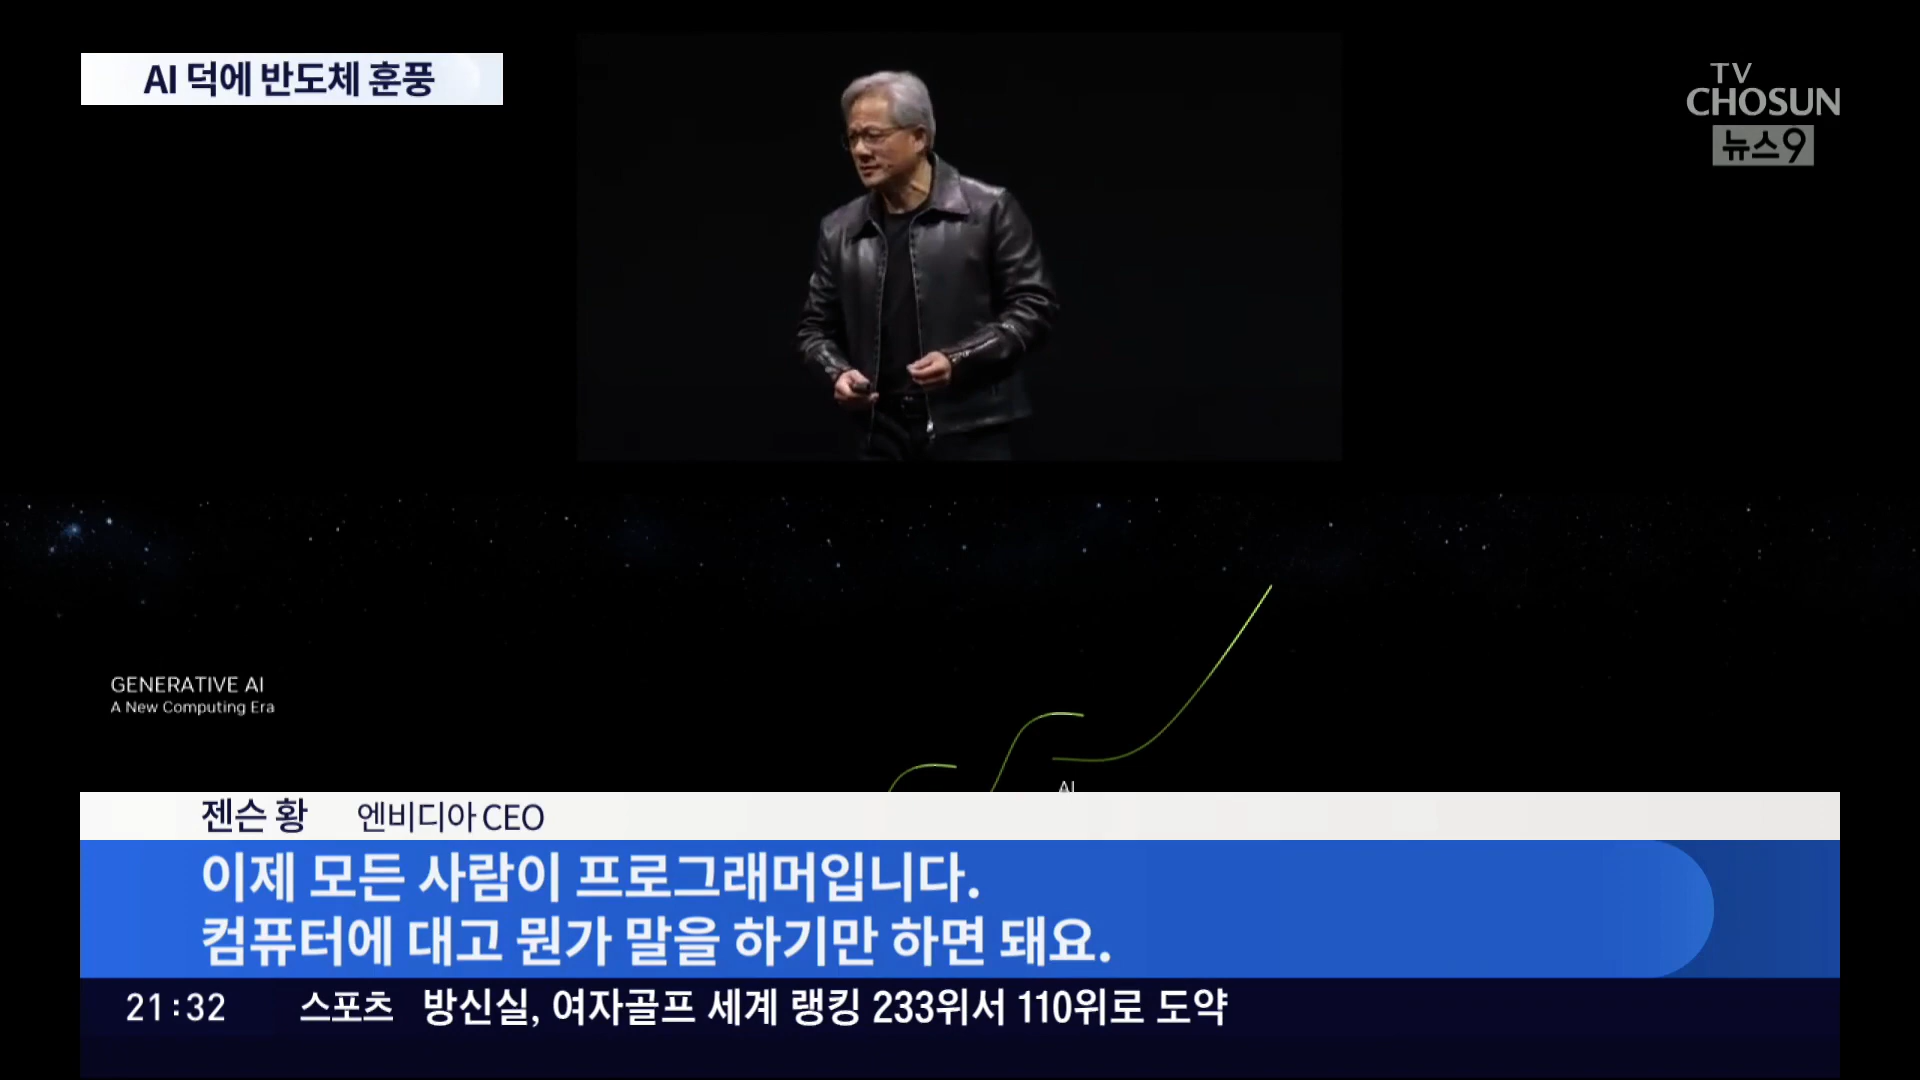 AI 덕에 반도체 훈풍
TV
CHOSUN
뉴스9
GENERATIVE AI
A New Computing Era
AI
젠슨 황 엔비디아 CEO
이제 모든 사람이 프로그래머입니다.
컴퓨터에 대고 뭔가 말을 하기만 하면 돼요.
21:32 스포츠 방신실, 여자골프 세계 랭킹 233위서 110위로 도약